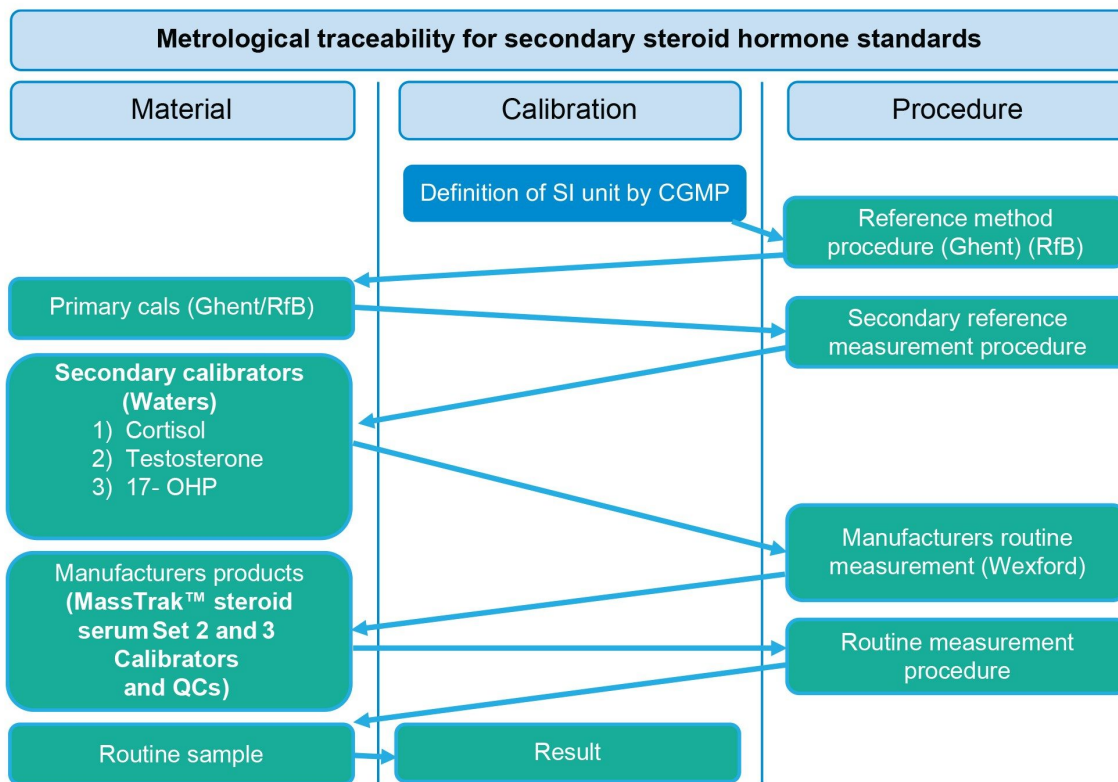 Metrological traceability for secondary steroid hormone standards
Material
Calibration
Procedure
Definition of SI unit by CGMP
Reference method
procedure (Ghent) (RfB)
Primary cals (Ghent/RfB)
Secondary reference
measurement procedure
Secondary calibrators
(Waters)
1) Cortisol
2) Testosterone
3) 17- OHP
Manufacturers routine
measurement (Wexford)
Manufacturers products
(MassTrak™ steroid
serum Set 2 and 3
Calibrators
and QCs)
Routine measurement
procedure
Routine sample
Result